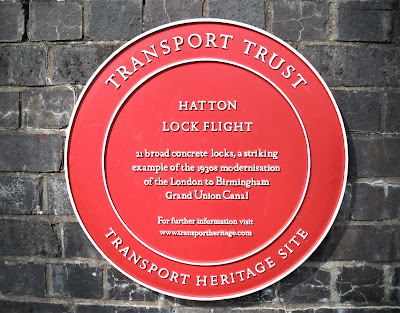 TRANSPORT TRUST
HATTON
LOCK FLIGHT
21 broad concrete locks, a striking
example of the 1930s modernisation
of the London to Birmingham
Grand Union Canal
For further information visit
www.transportheritage.com
TRANSPORT HERITAGE SITE